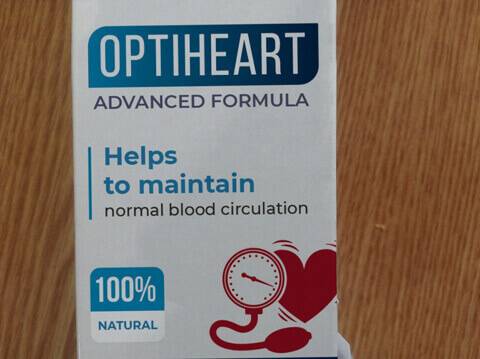 OPTIHEART
ADVANCED FORMULA
Helps
to maintain
normal blood circulation
100%
NATURAL